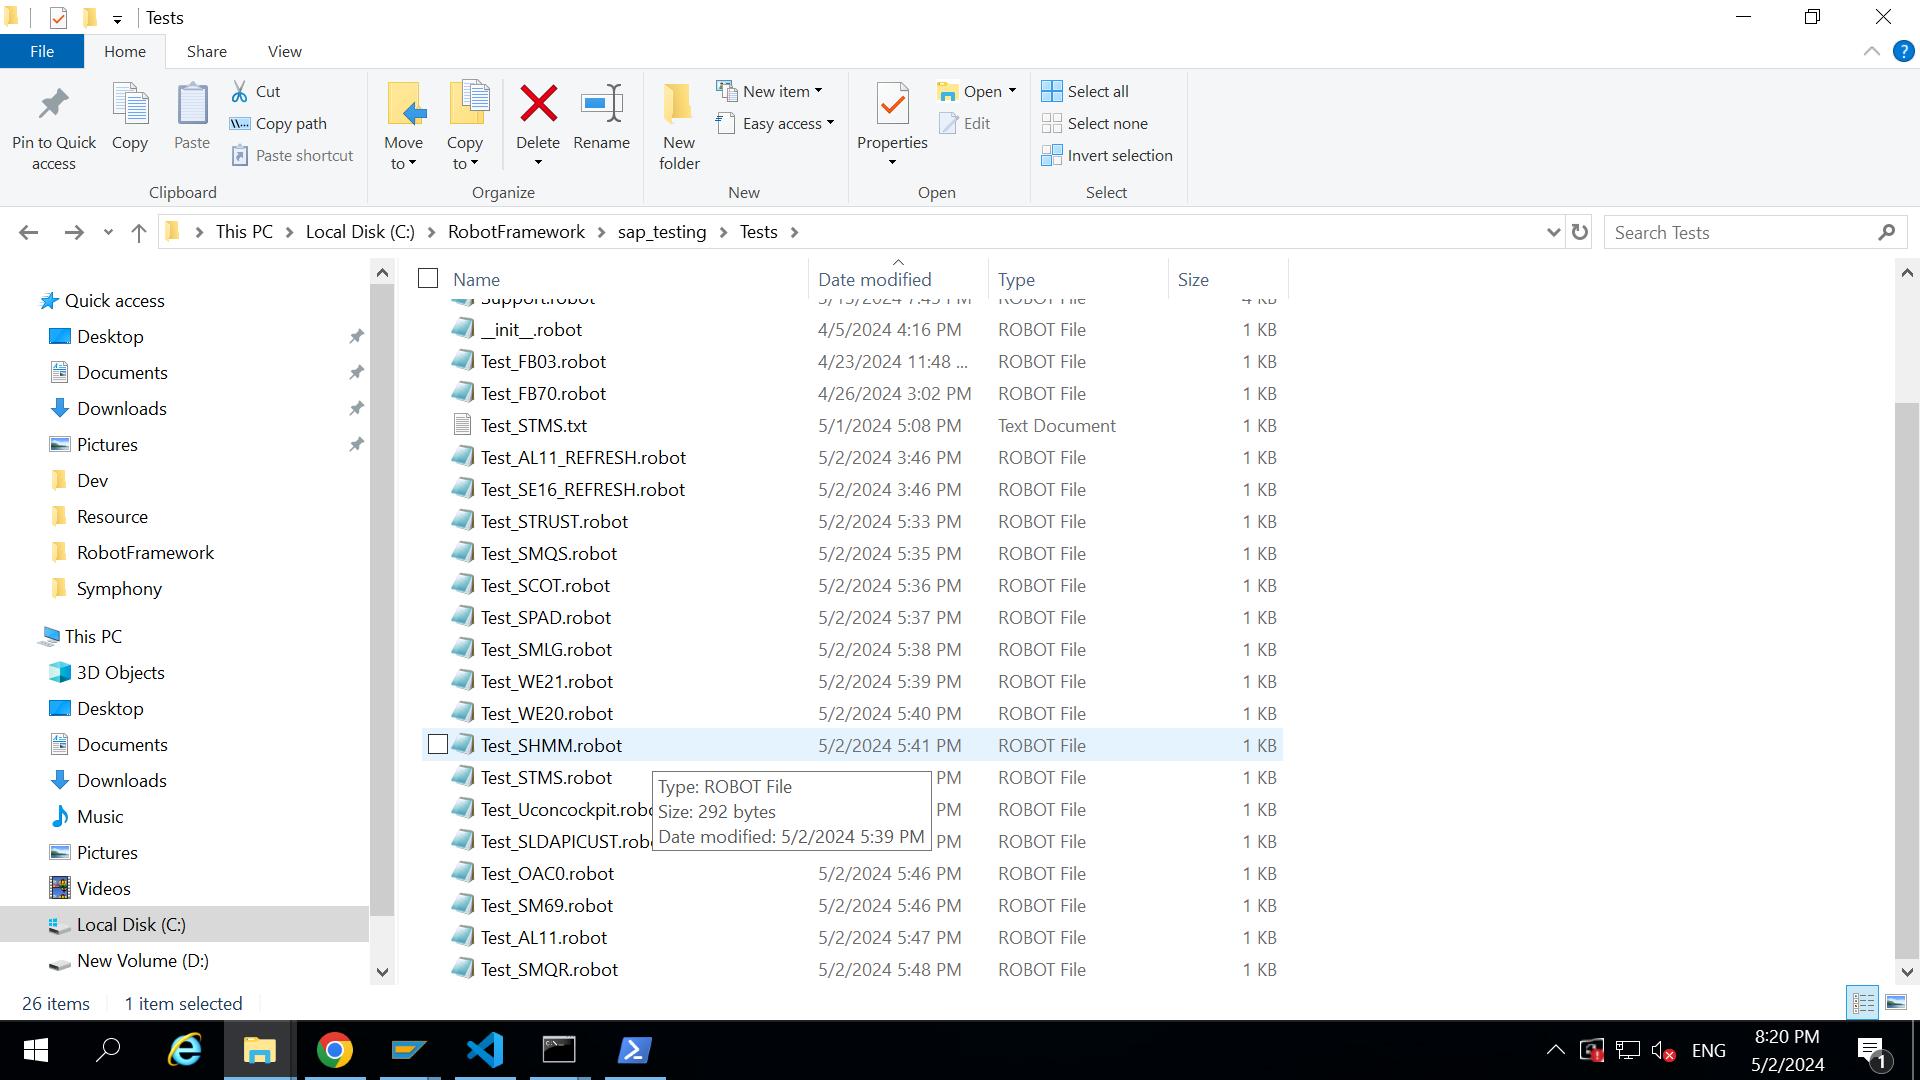 Tests
File Home Share View
Pin to Quick access
Copy
Paste
Cut
Copy path
Paste shortcut
Clipboard
Move to
Copy to
Delete
Rename
Organize
New folder
New item
Easy access
New
Properties
Open
Edit
Open
Select all
Select none
Invert selection
Select
This PC Local Disk (C:) RobotFramework sap_testing Tests
Search Tests
Quick access
Desktop
Documents
Downloads
Pictures
Dev
Resource
RobotFramework
Symphony
This PC
3D Objects
Desktop
Documents
Downloads
Music
Pictures
Videos
Local Disk (C:)
New Volume (D:)
Name Date modified Type Size
Support.robot ROBOT File 4 KB
__init__.robot 4/5/2024 4:16 PM ROBOT File 1 KB
Test_FB03.robot 4/23/2024 11:48 ... ROBOT File 1 KB
Test_FB70.robot 4/26/2024 3:02 PM ROBOT File 1 KB
Test_STMS.txt 5/1/2024 5:08 PM Text Document 1 KB
Test_AL11_REFRESH.robot 5/2/2024 3:46 PM ROBOT File 1 KB
Test_SE16_REFRESH.robot 5/2/2024 3:46 PM ROBOT File 1 KB
Test_STRUST.robot 5/2/2024 5:33 PM ROBOT File 1 KB
Test_SMQS.robot 5/2/2024 5:35 PM ROBOT File 1 KB
Test_SCOT.robot 5/2/2024 5:36 PM ROBOT File 1 KB
Test_SPAD.robot 5/2/2024 5:37 PM ROBOT File 1 KB
Test_SMLG.robot 5/2/2024 5:38 PM ROBOT File 1 KB
Test_WE21.robot 5/2/2024 5:39 PM ROBOT File 1 KB
Test_WE20.robot 5/2/2024 5:40 PM ROBOT File 1 KB
Test_SHMM.robot 5/2/2024 5:41 PM ROBOT File 1 KB
Test_STMS.robot PM ROBOT File 1 KB
Test_Uconcockpit.robo PM ROBOT File 1 KB
Test_SLDAPICUST.robo PM ROBOT File 1 KB
Test_OAC0.robot 5/2/2024 5:46 PM ROBOT File 1 KB
Test_SM69.robot 5/2/2024 5:46 PM ROBOT File 1 KB
Test_AL11.robot 5/2/2024 5:47 PM ROBOT File 1 KB
Test_SMQR.robot 5/2/2024 5:48 PM ROBOT File 1 KB
Type: ROBOT File
Size: 292 bytes
Date modified: 5/2/2024 5:39 PM
26 items 1 item selected
ENG
8:20 PM
5/2/2024
1